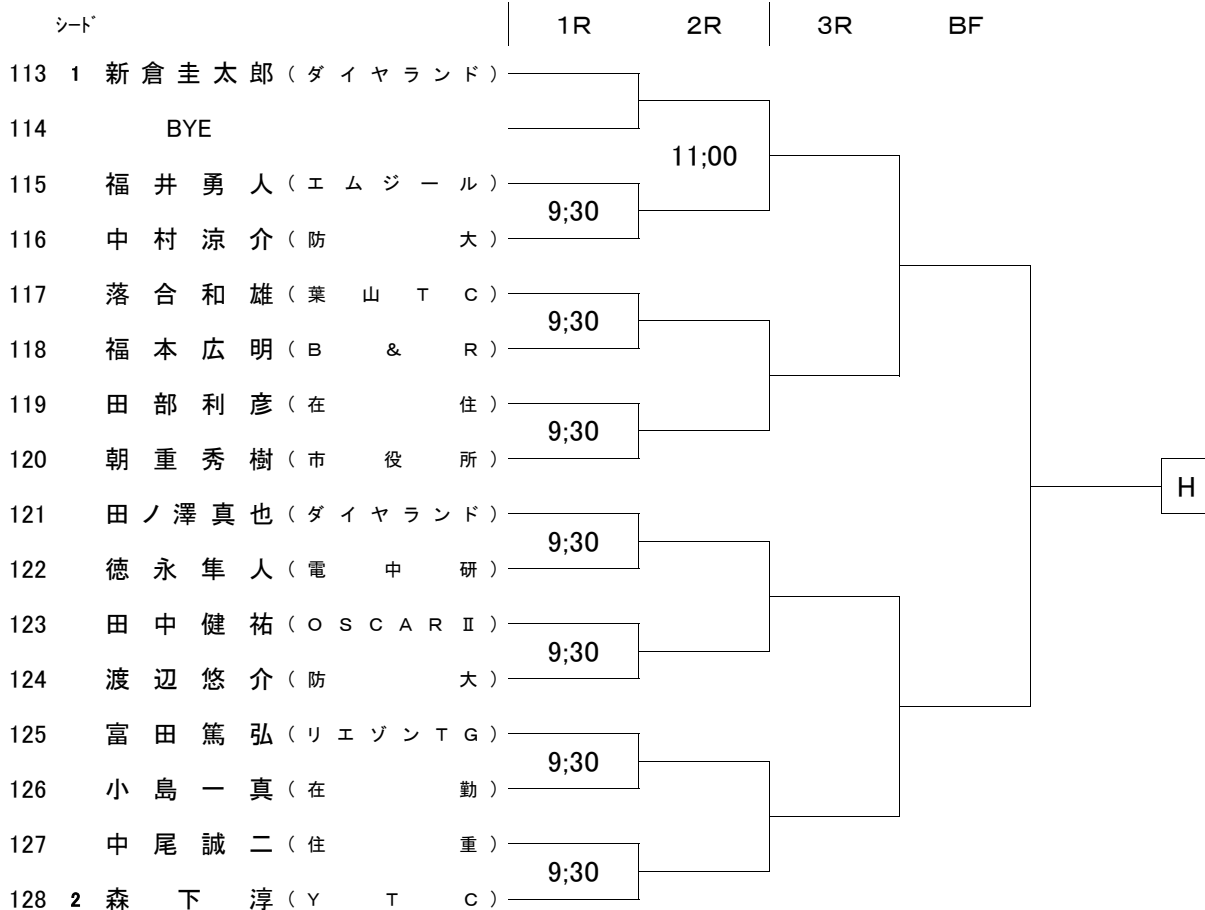 ｼｰﾄﾞ 1R 2R 3R BF
113 1 新倉圭太郎（ダイヤランド）
114 BYE
11;00
115 福井勇人（エムジール）
9;30
116 中村涼介（防大）
117 落合和雄（葉山TC）
9;30
118 福本広明（B&R）
119 田部利彦（在住）
9;30
120 朝重秀樹（市役所）
H
121 田ノ澤真也（ダイヤランド）
9;30
122 徳永隼人（電中研）
123 田中健祐（OSCARⅡ）
9;30
124 渡辺悠介（防大）
125 富田篤弘（リエゾンTG）
9;30
126 小島一真（在勤）
127 中尾誠二（住重）
9;30
128 2 森下淳（YTC）